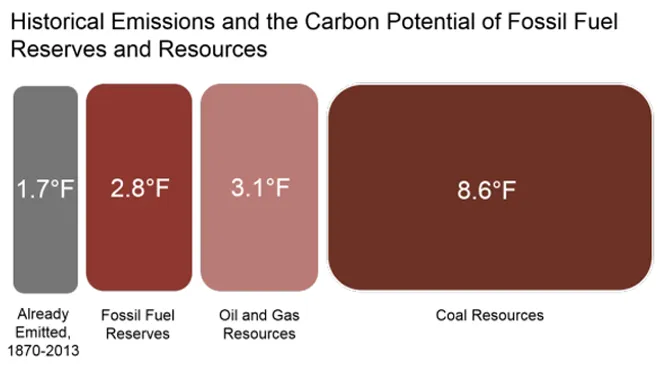 Historical Emissions and the Carbon Potential of Fossil Fuel
Reserves and Resources
1.7°F
2.8°F
3.1°F
8.6°F
Already
Emitted,
1870-2013
Fossil Fuel
Reserves
Oil and Gas
Resources
Coal Resources